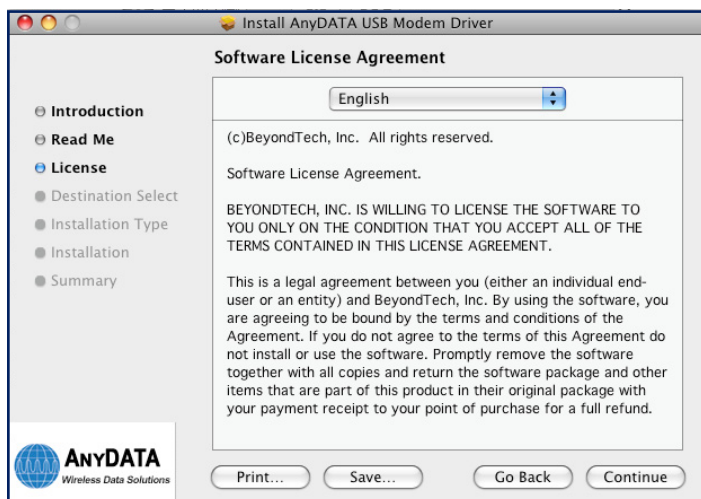 Install AnyDATA USB Modem Driver
Software License Agreement
Introduction
Read Me
License
Destination Select
Installation Type
Installation
Summary
English
(c)BeyondTech, Inc.  All rights reserved.
Software License Agreement.
BEYONDTECH, INC. IS WILLING TO LICENSE THE SOFTWARE TO
YOU ONLY ON THE CONDITION THAT YOU ACCEPT ALL OF THE
TERMS CONTAINED IN THIS LICENSE AGREEMENT.
This is a legal agreement between you (either an individual end-
user or an entity) and BeyondTech, Inc. By using the software, you
are agreeing to be bound by the terms and conditions of the
Agreement. If you do not agree to the terms of this Agreement do
not install or use the software. Promptly remove the software
together with all copies and return the software package and other
items that are part of this product in their original package with
your payment receipt to your point of purchase for a full refund.
ANYDATA
Wireless Data Solutions
Print...
Save...
Go Back
Continue